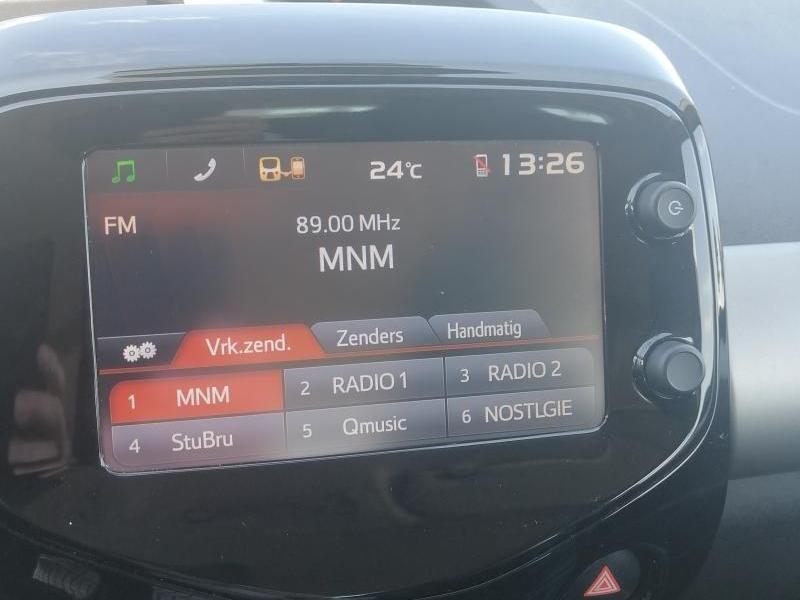 24°C 13:26
FM 89.00 MHz
MNM
Vrk.zend. Zenders Handmatig
1 MNM 2 RADIO 1 3 RADIO 2
4 StuBru 5 Qmusic 6 NOSTLGIE